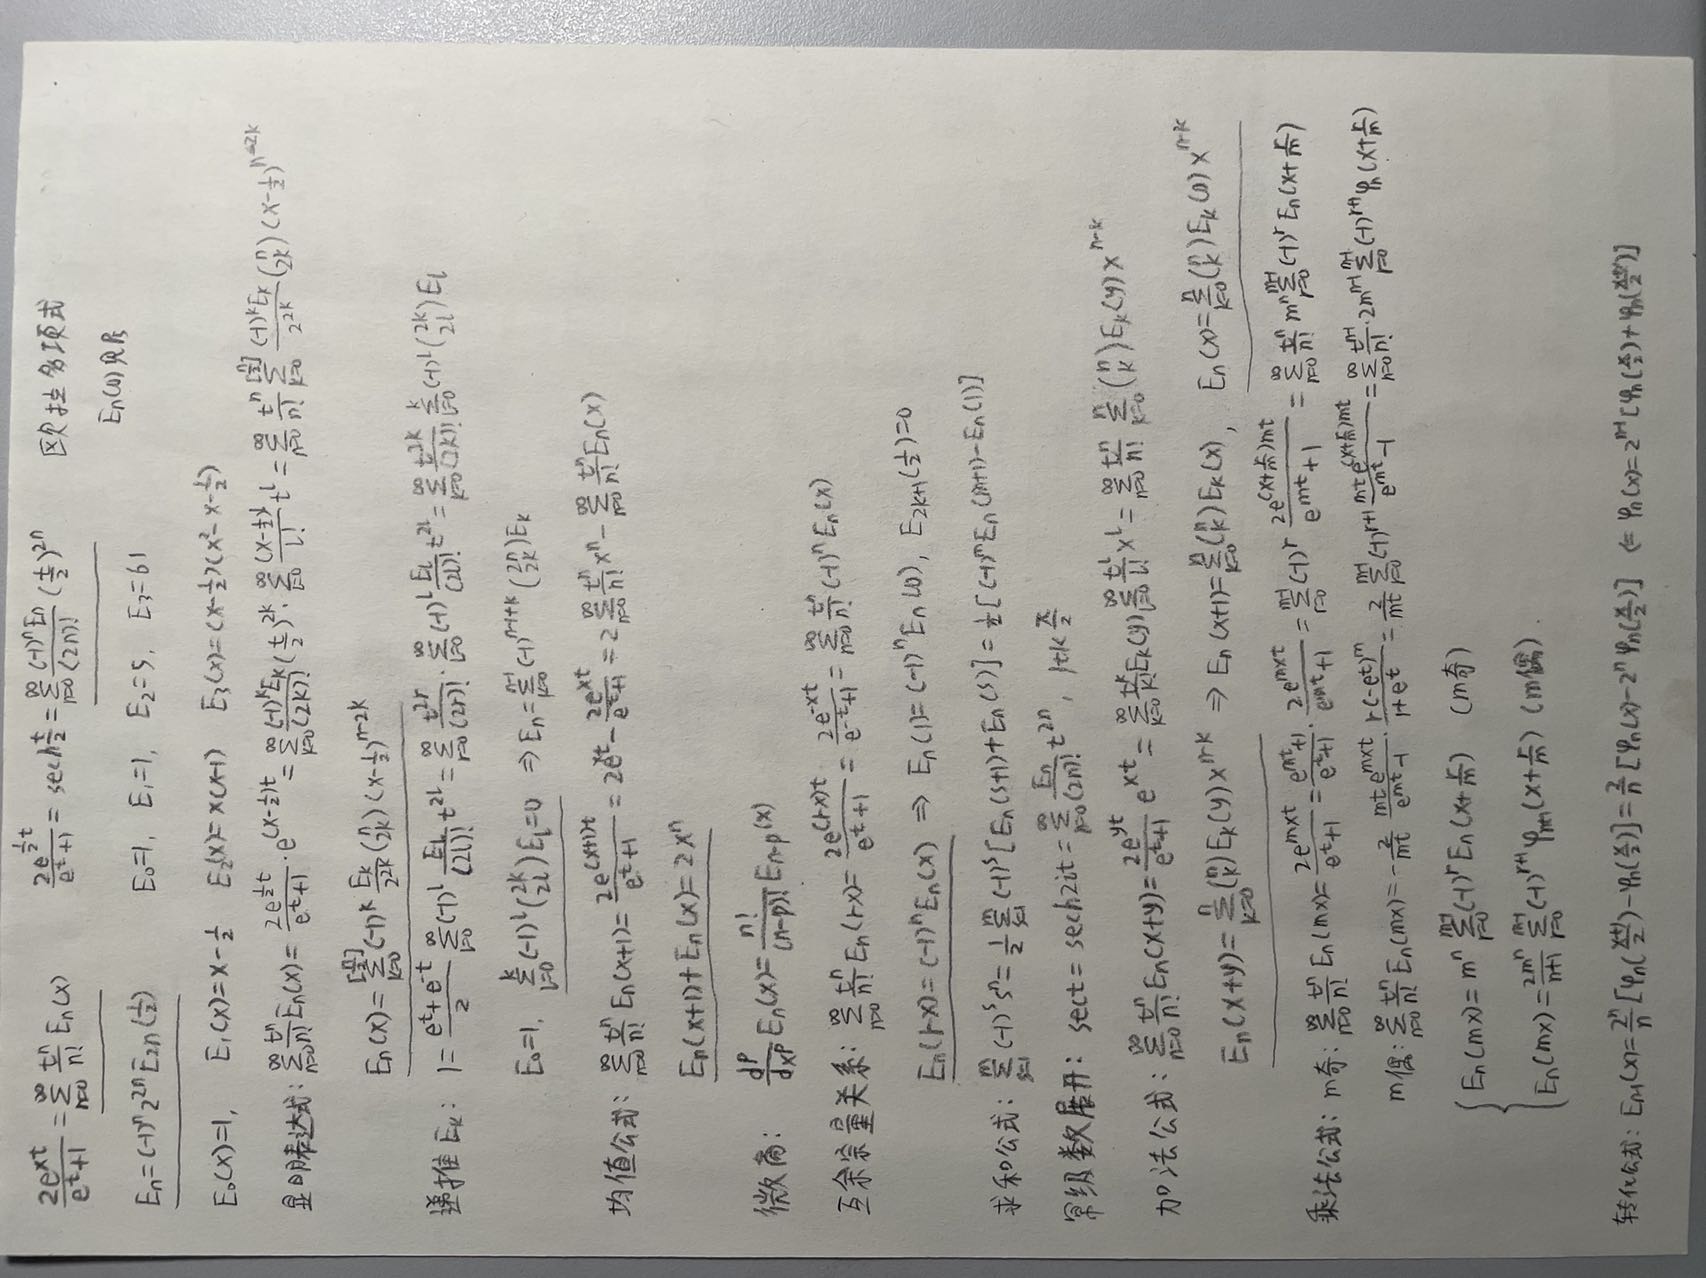 \frac{2e^{xt}}{e^t+1}=\sum_{n=0}^{\infty}\frac{t^n}{n!}E_n(x) \frac{2e^{\frac{1}{2}t}}{e^t+1}=sech\frac{t}{2}=\sum_{n=0}^{\infty}\frac{(-1)^nE_n}{(2n)!}(\frac{t}{2})^{2n} 欧拉多项式
E_n(0)见后
E_n=(-1)^n2^{2n}E_{2n}(\frac{1}{2}) E_0=1, E_1=1, E_2=5, E_3=61
E_0(x)=1, E_1(x)=x-\frac{1}{2} E_2(x)=x(x-1) E_3(x)=(x-\frac{1}{2})(x^2-x-\frac{1}{2})
显明表达式: \sum_{n=0}^{\infty}\frac{t^n}{n!}E_n(x)=\frac{2e^{\frac{1}{2}t}}{e^t+1}\cdot e^{(x-\frac{1}{2})t}=\sum_{k=0}^{\infty}\frac{(-1)^kE_k}{(2k)!}(\frac{t}{2})^{2k}\cdot\sum_{l=0}^{\infty}\frac{(x-\frac{1}{2})^l}{l!}t^l=\sum_{n=0}^{\infty}\frac{t^n}{n!}\sum_{k=0}^{[\frac{n}{2}]}\frac{(-1)^kE_k}{2^{2k}}\binom{n}{2k}(x-\frac{1}{2})^{n-2k}
E_n(x)=\sum_{k=0}^{[\frac{n}{2}]}(-1)^k\frac{E_k}{2^{2k}}\binom{n}{2k}(x-\frac{1}{2})^{n-2k}
递推E_k: 1=\frac{e^t+e^{-t}}{2}\sum_{l=0}^{\infty}(-1)^l\frac{E_l}{(2l)!}t^{2l}=\sum_{r=0}^{\infty}\frac{t^{2r}}{(2r)!}\cdot\sum_{l=0}^{\infty}(-1)^l\frac{E_l}{(2l)!}t^{2l}=\sum_{k=0}^{\infty}\frac{t^{2k}}{(2k)!}\sum_{l=0}^{k}(-1)^l\binom{2k}{2l}E_l
E_0=1, \sum_{l=0}^{k}(-1)^l\binom{2k}{2l}E_l=0 ⇒ E_n=\sum_{k=0}^{n-1}(-1)^{n-1+k}\binom{2n}{2k}E_k
均值公式: \sum_{n=0}^{\infty}\frac{t^n}{n!}E_n(x+1)=\frac{2e^{(x+1)t}}{e^t+1}=2e^{xt}-\frac{2e^{xt}}{e^t+1}=2\sum_{n=0}^{\infty}\frac{t^n}{n!}x^n-\sum_{n=0}^{\infty}\frac{t^n}{n!}E_n(x)
E_n(x+1)+E_n(x)=2x^n
微商: \frac{d^p}{dx^p}E_n(x)=\frac{n!}{(n-p)!}E_{n-p}(x)
互余宗量关系: \sum_{n=0}^{\infty}\frac{t^n}{n!}E_n(1-x)=\frac{2e^{(1-x)t}}{e^t+1}=\frac{2e^{-xt}}{e^{-t}+1}=\sum_{n=0}^{\infty}\frac{t^n}{n!}(-1)^nE_n(x)
E_n(1-x)=(-1)^nE_n(x) ⇒ E_n(1)=(-1)^nE_n(0), E_{2k+1}(\frac{1}{2})=0
求和公式: \sum_{s=1}^{m}(-1)^ss^n=\frac{1}{2}\sum_{s=1}^{m}(-1)^s[E_n(s+1)+E_n(s)]=\frac{1}{2}[(-1)^mE_n(m+1)-E_n(1)]
幂级数展开: sect=sech2it=\sum_{n=0}^{\infty}\frac{E_n}{(2n)!}t^{2n}, |t|<\frac{π}{2}
加法公式: \sum_{n=0}^{\infty}\frac{t^n}{n!}E_n(x+y)=\frac{2e^{yt}}{e^t+1}e^{xt}=\sum_{k=0}^{\infty}\frac{t^k}{k!}E_k(y)\sum_{l=0}^{\infty}\frac{t^l}{l!}x^l=\sum_{n=0}^{\infty}\frac{t^n}{n!}\sum_{k=0}^{n}\binom{n}{k}E_k(y)x^{n-k}
E_n(x+y)=\sum_{k=0}^{n}\binom{n}{k}E_k(y)x^{n-k} ⇒ E_n(x+1)=\sum_{k=0}^{n}\binom{n}{k}E_k(x), E_n(x)=\sum_{k=0}^{n}\binom{n}{k}E_k(0)x^{n-k}
乘法公式: m奇: \sum_{n=0}^{\infty}\frac{t^n}{n!}E_n(mx)=\frac{2e^{mxt}}{e^t+1}=\frac{e^{mt}+1}{e^t+1}\cdot\frac{2e^{mxt}}{e^{mt}+1}=\sum_{r=0}^{m-1}(-1)^r\frac{2e^{(x+\frac{r}{m})mt}}{e^{mt}+1}=\sum_{n=0}^{\infty}\frac{t^n}{n!}m^n\sum_{r=0}^{m-1}(-1)^rE_n(x+\frac{r}{m})
m偶: \sum_{n=0}^{\infty}\frac{t^n}{n!}E_n(mx)=-\frac{2}{mt}\frac{mte^{mxt}}{e^{mt}-1}\cdot\frac{1-(-e^t)^m}{1+e^t}=\frac{2}{mt}\sum_{r=0}^{m-1}(-1)^{r+1}\frac{mte^{(x+\frac{r}{m})mt}}{e^{mt}-1}=\sum_{n=0}^{\infty}\frac{t^{n-1}}{n!}\cdot2m^{n-1}\sum_{r=0}^{m-1}(-1)^{r+1}φ_n(x+\frac{r}{m})
E_n(mx)=m^n\sum_{r=0}^{m-1}(-1)^rE_n(x+\frac{r}{m}) (m奇)
E_n(mx)=\frac{2m^n}{n+1}\sum_{r=0}^{m-1}(-1)^{r+1}φ_{n+1}(x+\frac{r}{m}) (m偶).
转化公式: E_{n-1}(x)=\frac{2^n}{n}[φ_n(\frac{x+1}{2})-φ_n(\frac{x}{2})]=\frac{2}{n}[φ_n(x)-2^nφ_n(\frac{x}{2})] ⇐ φ_n(x)=2^{n-1}[φ_n(\frac{x}{2})+φ_n(\frac{x+1}{2})]